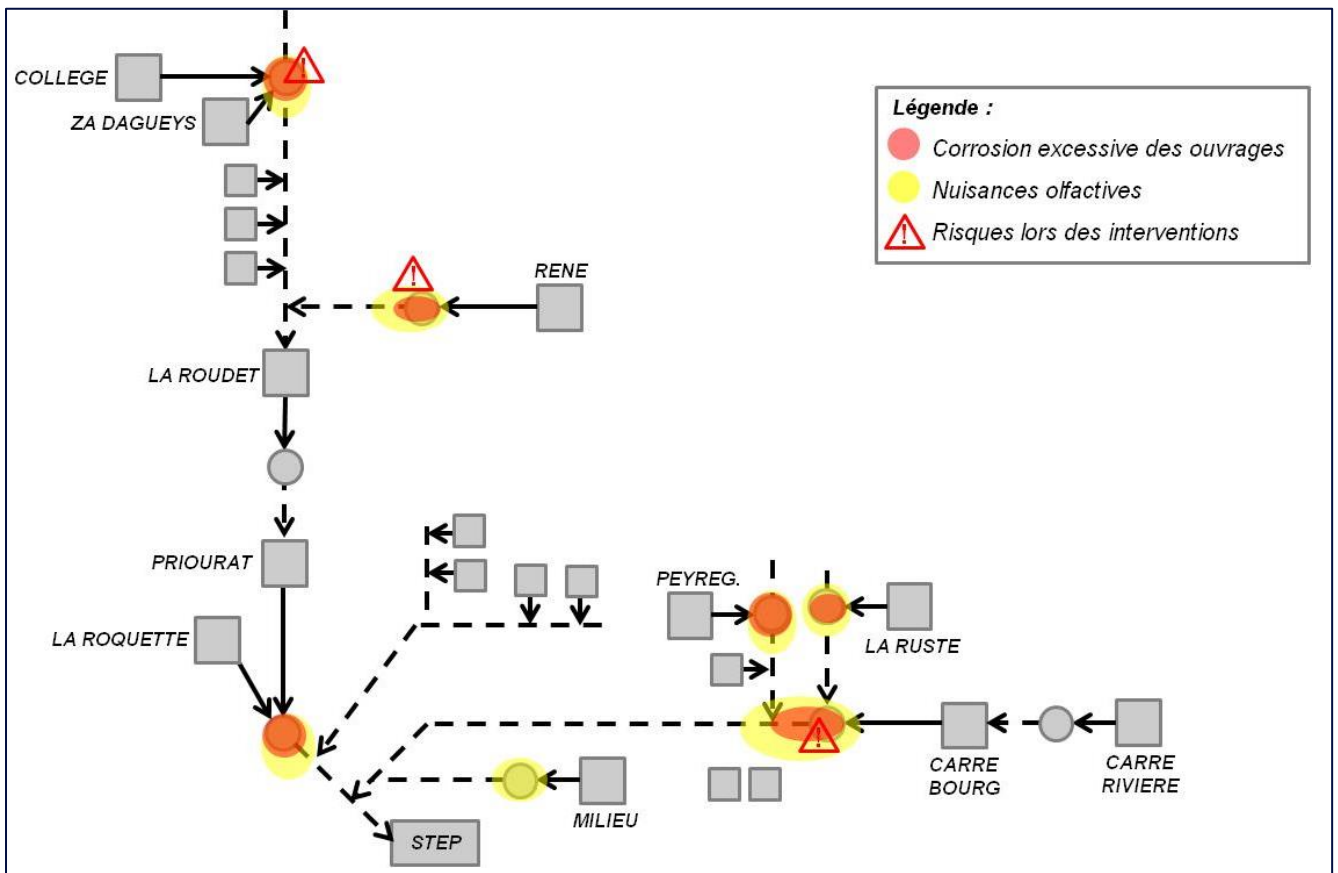 COLLEGE
ZA DAGUEYS
Légende :
Corrosion excessive des ouvrages
Nuisances olfactives
! Risques lors des interventions
!
!
RENE
LA ROUDET
PRIOURAT
PEYREG.
LA ROQUETTE
LA RUSTE
!
CARRE
BOURG
CARRE
RIVIERE
MILIEU
STEP